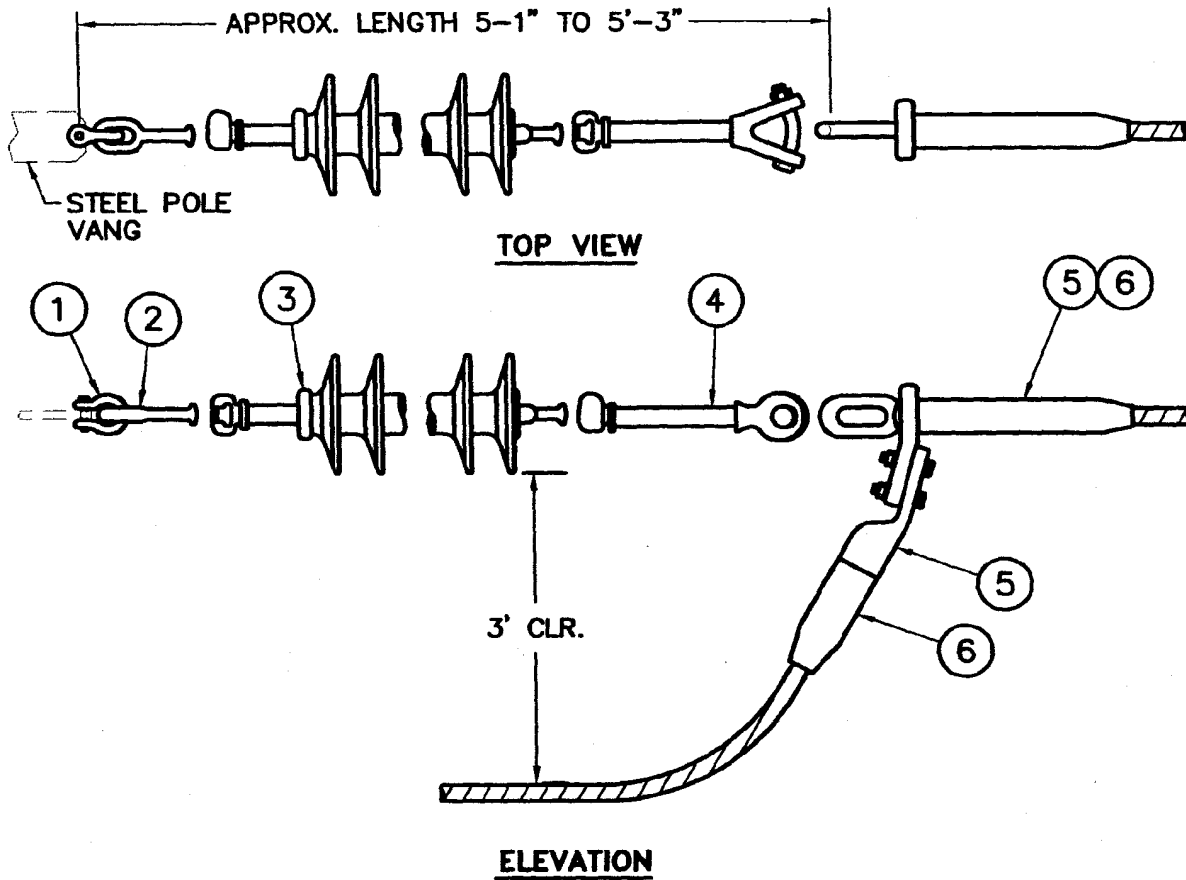 APPROX. LENGTH 5-1" TO 5'-3"
STEEL POLE
VANG
TOP VIEW
1
2
3
4
5 6
5
6
3' CLR.
ELEVATION